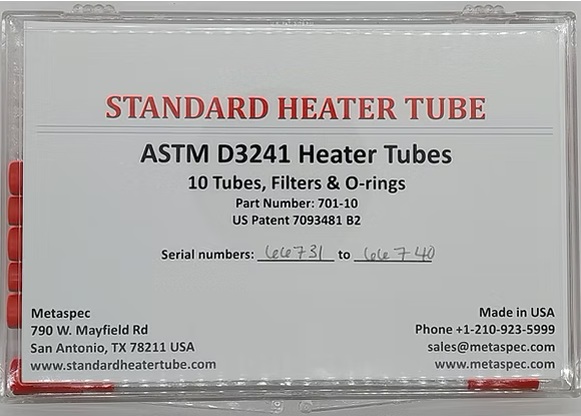 STANDARD HEATER TUBE
ASTM D3241 Heater Tubes
10 Tubes, Filters & O-rings
Part Number: 701-10
US Patent 7093481 B2
Serial numbers: 66731 to 66740
Metaspec
790 W. Mayfield Rd
San Antonio, TX 78211 USA
www.standardheatertube.com
Made in USA
Phone +1-210-923-5999
sales@metaspec.com
www.metaspec.com